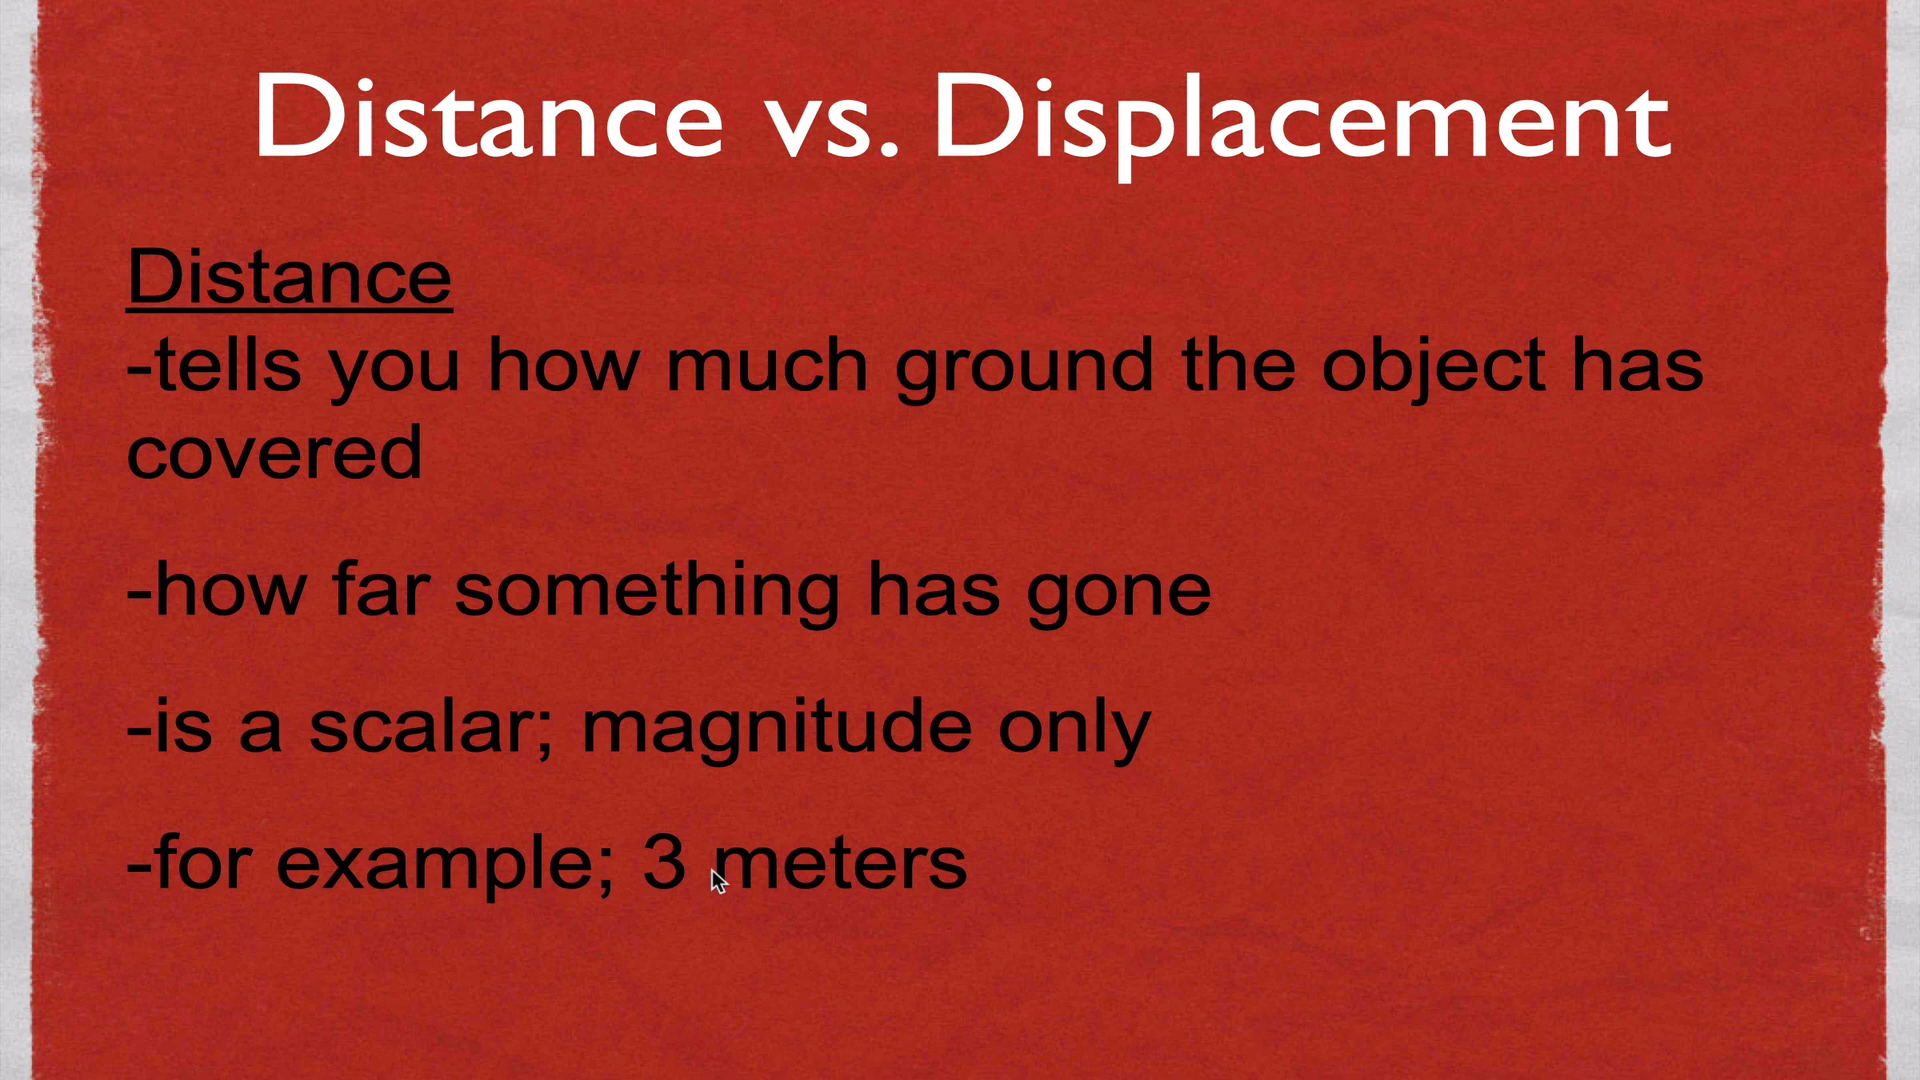 Distance vs. Displacement
Distance
-tells you how much ground the object has
covered
-how far something has gone
-is a scalar; magnitude only
-for example; 3 meters